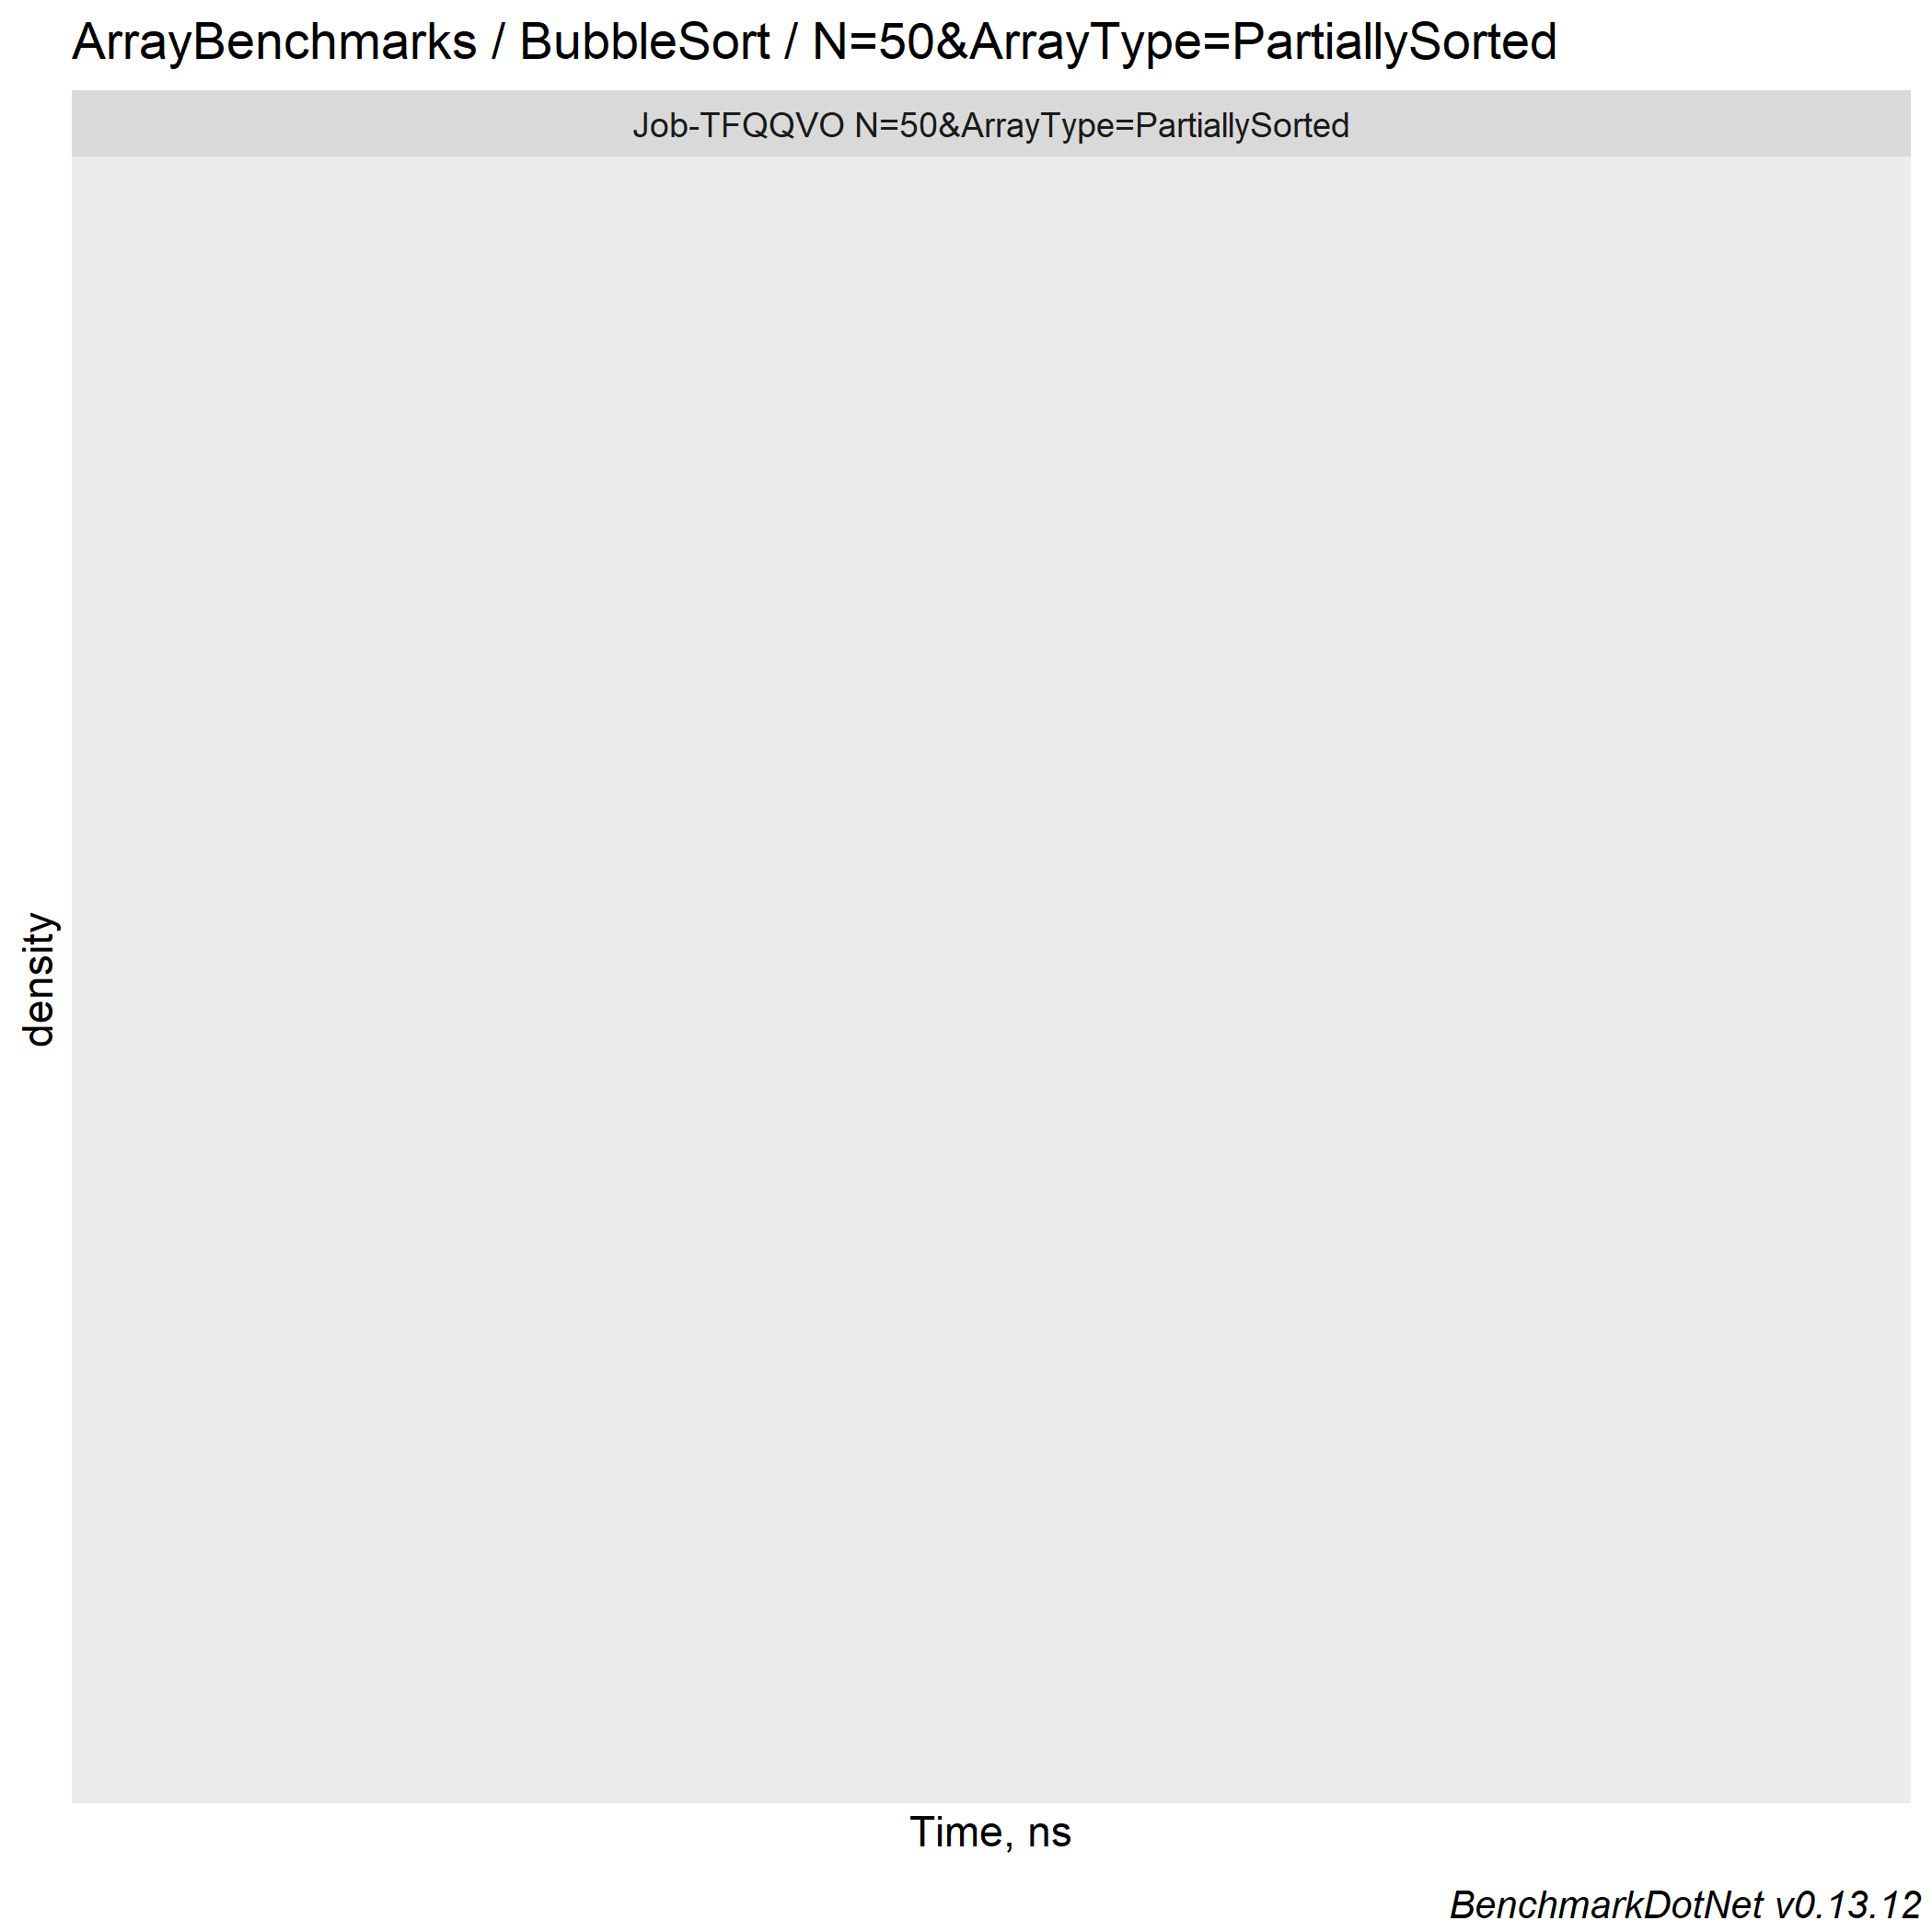 ArrayBenchmarks / BubbleSort / N=50&ArrayType=PartiallySorted
Job-TFQQVO N=50&ArrayType=PartiallySorted
density
Time, ns
BenchmarkDotNet v0.13.12